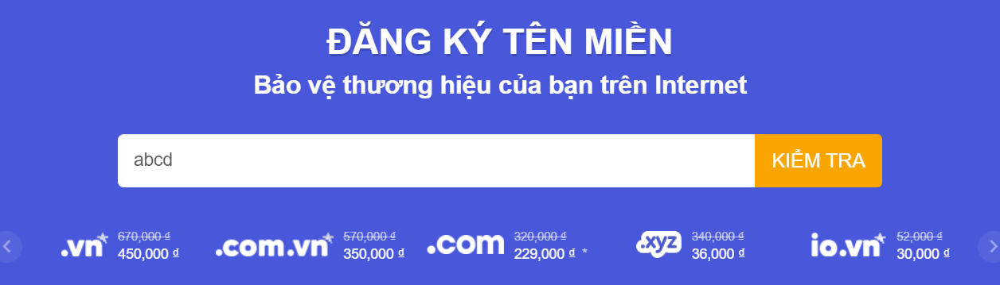 ĐĂNG KÝ TÊN MIỀN
Bảo vệ thương hiệu của bạn trên Internet
abcd KIỂM TRA
.vn 670,000 ₫ 450,000 ₫
.com.vn 570,000 ₫ 350,000 ₫
.com 320,000 ₫ 229,000 ₫ *
.xyz 340,000 ₫ 36,000 ₫
io.vn 52,000 ₫ 30,000 ₫